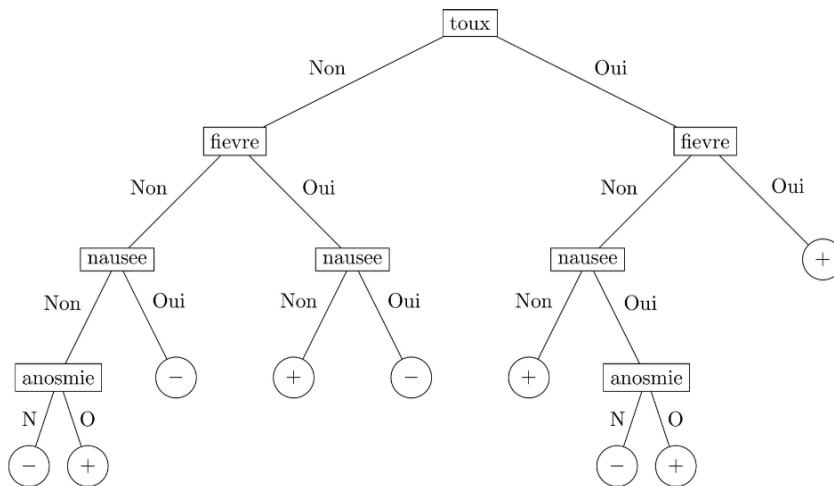 toux
Non Oui
fievre fievre
Non Oui Non Oui
nausee nausee nausee +
Non Oui Non Oui Non Oui
anosmie − + − + anosmie
N O N O
− + − +